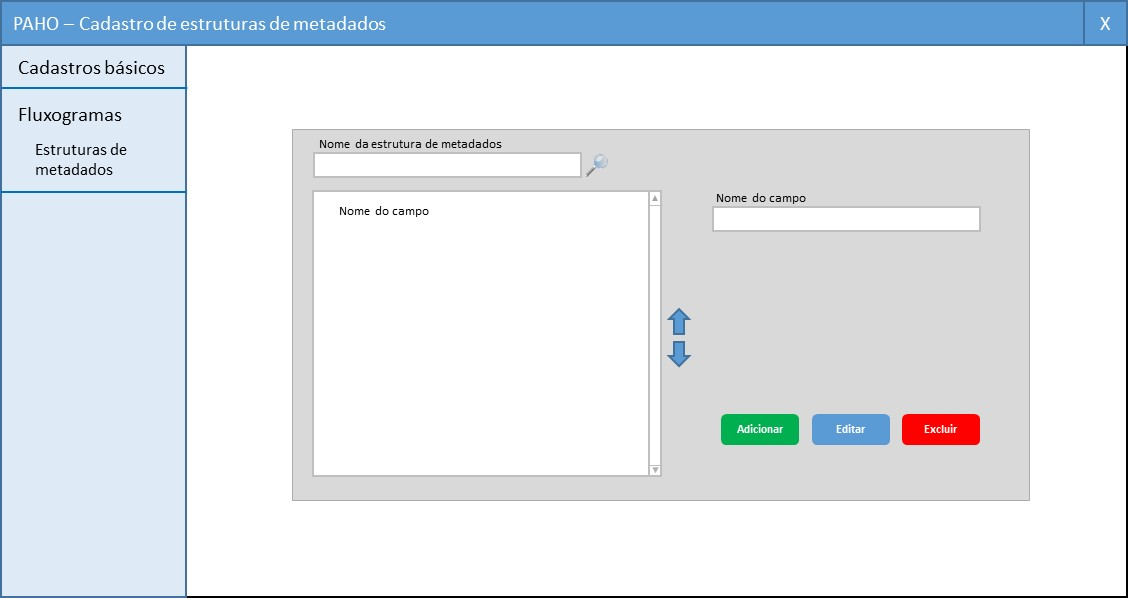 PAHO – Cadastro de estruturas de metadados
X
Cadastros básicos
Fluxogramas
Estruturas de
metadados
Nome da estrutura de metadados
Nome do campo
Nome do campo
Adicionar
Editar
Excluir